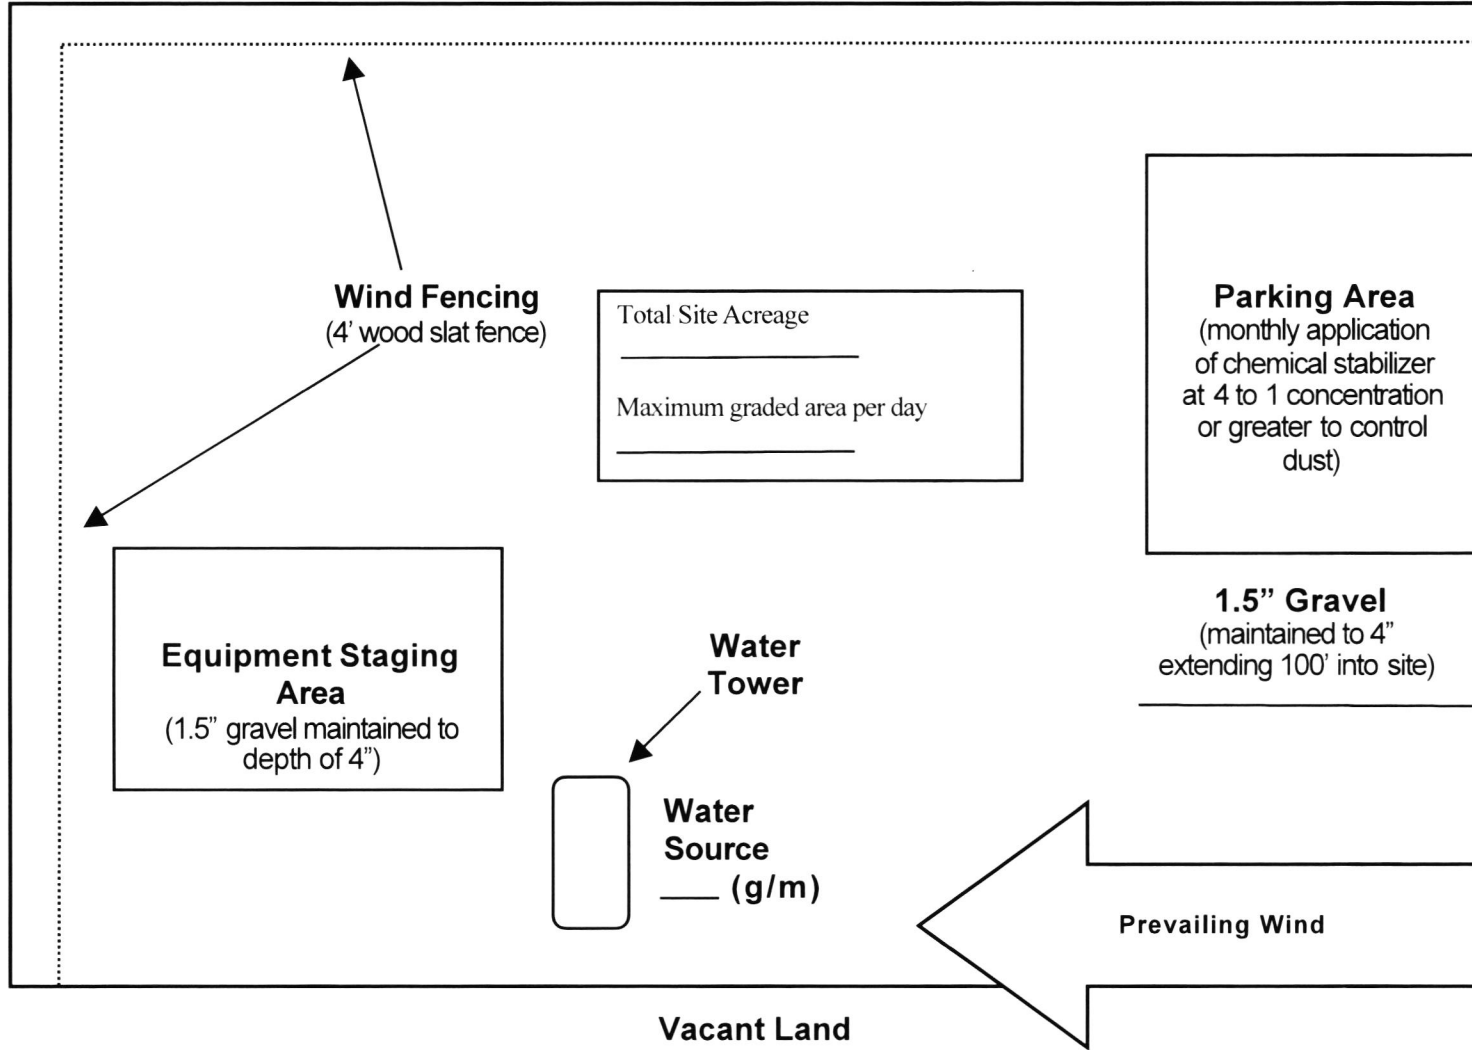 Wind Fencing
(4’ wood slat fence)
Total Site Acreage
Maximum graded area per day
Parking Area
(monthly application
of chemical stabilizer
at 4 to 1 concentration
or greater to control
dust)
1.5” Gravel
(maintained to 4”
extending 100’ into site)
Equipment Staging
Area
(1.5” gravel maintained to
depth of 4”)
Water
Tower
Water
Source
____ (g/m)
Prevailing Wind
Vacant Land